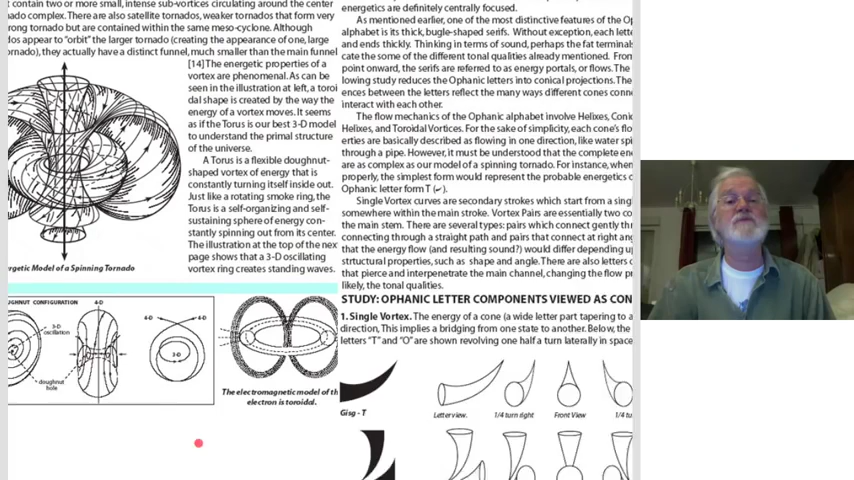 contain two or more small, intense sub-vortices circulating around the center
nado complex. There are also satellite tornados, weaker tornados that form very
rong tornado but are contained within the same meso-cyclone. Although
dos appear to "orbit" the larger tornado (creating the appearance of one, large
ornado), they actually have a distinct funnel, much smaller than the main funnel
[14] The energetic properties of a
vortex are phenomenal. As can be
seen in the illustration at left, a toroi
dal shape is created by the way the
energy of a vortex moves. It seems
as if the Torus is our best 3-D model
to understand the primal structure
of the universe.
A Torus is a flexible doughnut-
shaped vortex of energy that is
constantly turning itself inside out.
Just like a rotating smoke ring, the
Torus is a self-organizing and self-
sustaining sphere of energy con-
stantly spinning out from its center.
The illustration at the top of the nex
page shows that a 3-D oscillating
vortex ring creates standing waves.
rgetic Model of a Spinning Tornado
UGHNUT CONFIGURATION
4-D
3-D
oscillation
doughnut
hole
4-D
4-D
3-D
The electromagnetic model of th
electron is toroidal.
energetics are definitely centrally focused.
As mentioned earlier, one of the most distinctive features of the Op
alphabet is its thick, bugle-shaped serifs. Without exception, each lette
and ends thickly. Thinking in terms of sound, perhaps the fat terminals
cate the some of the different tonal qualities already mentioned. From
point onward, the serifs are referred to as energy portals, or flows. The
lowing study reduces the Ophanic letters into conical projections. The
ences between the letters reflect the many ways different cones conne
interact with each other.
The flow mechanics of the Ophanic alphabet involve Helixes, Conic
Helixes, and Toroidal Vortices. For the sake of simplicity, each cone's flo
erties are basically described as flowing in one direction, like water spi
through a pipe. However, it must be understood that the complete ene
are as complex as our model of a spinning tornado. For instance, when
properly, the simplest form would represent the probable energetics o
Ophanic letter form T ( ).
Single Vortex curves are secondary strokes which start from a singl
somewhere within the main stroke. Vortex Pairs are essentially two co
the main stem. There are several types: pairs which connect gently thr
connecting through a straight path and pairs that connect at right ang
that the energy flow (and resulting sound?) would differ depending up
strtuctural properties, such as shape and angle. There are also letters c
that pierce and interpenetrate the main channel, changing the flow pr
likely, the tonal qualities.
STUDY: OPHANIC LETTER COMPONENTS VIEWED AS CON
1. Single Vortex. The energy of a cone (a wide letter part tapering to a
direction, This implies a bridging from one state to another. Below, the
letters "T" and "O" are shown revolving one half a turn laterally in space
Gisg - T
Letter view.
1/4 turn right
Front View
1/4 tu